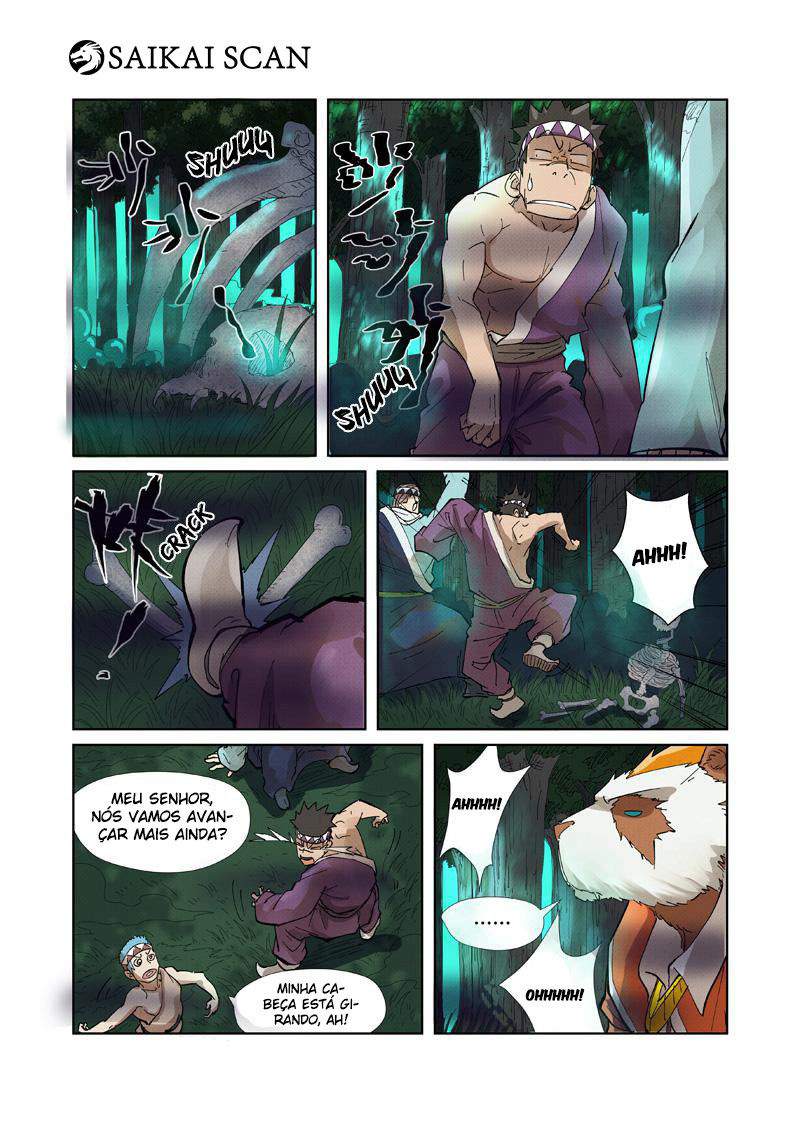 SAIKAI SCAN
SHUUU
SHUUU
SHUUU
CRACK
AHHH!
MEU SENHOR,
NÓS VAMOS AVAN-
ÇAR MAIS AINDA?
MINHA CA-
BEÇA ESTÁ GI-
RANDO, AH!
AHHHH!
......
OHHHHH!